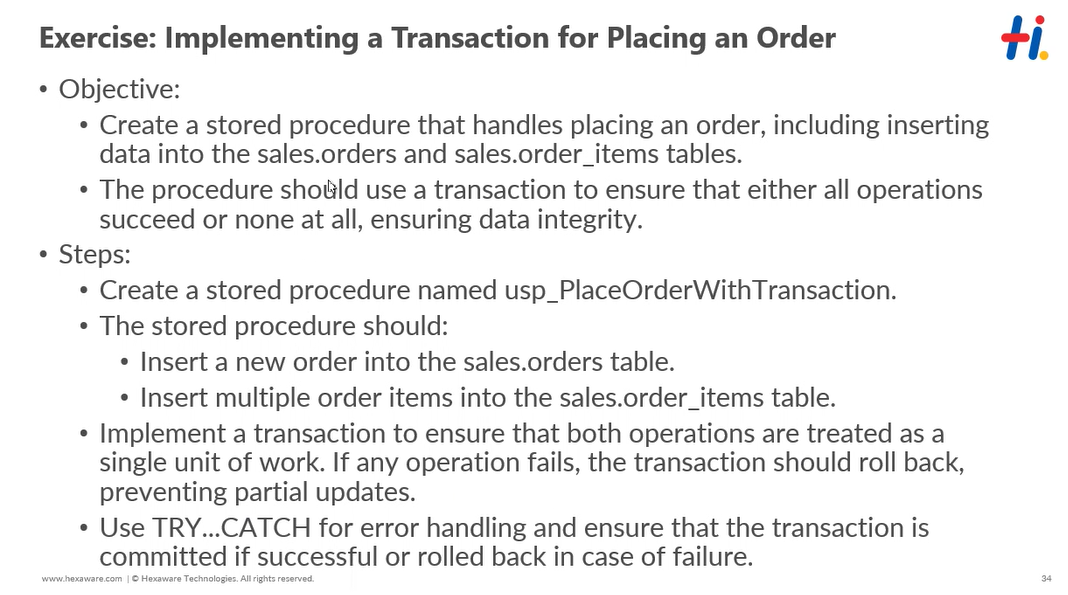 Exercise: Implementing a Transaction for Placing an Order
• Objective:
• Create a stored procedure that handles placing an order, including inserting
data into the sales.orders and sales.order_items tables.
• The procedure should use a transaction to ensure that either all operations
succeed or none at all, ensuring data integrity.
• Steps:
• Create a stored procedure named usp_PlaceOrderWithTransaction.
• The stored procedure should:
• Insert a new order into the sales.orders table.
• Insert multiple order items into the sales.order_items table.
• Implement a transaction to ensure that both operations are treated as a
single unit of work. If any operation fails, the transaction should roll back,
preventing partial updates.
• Use TRY...CATCH for error handling and ensure that the transaction is
committed if successful or rolled back in case of failure.
www.hexaware.com | © Hexaware Technologies. All rights reserved.
34